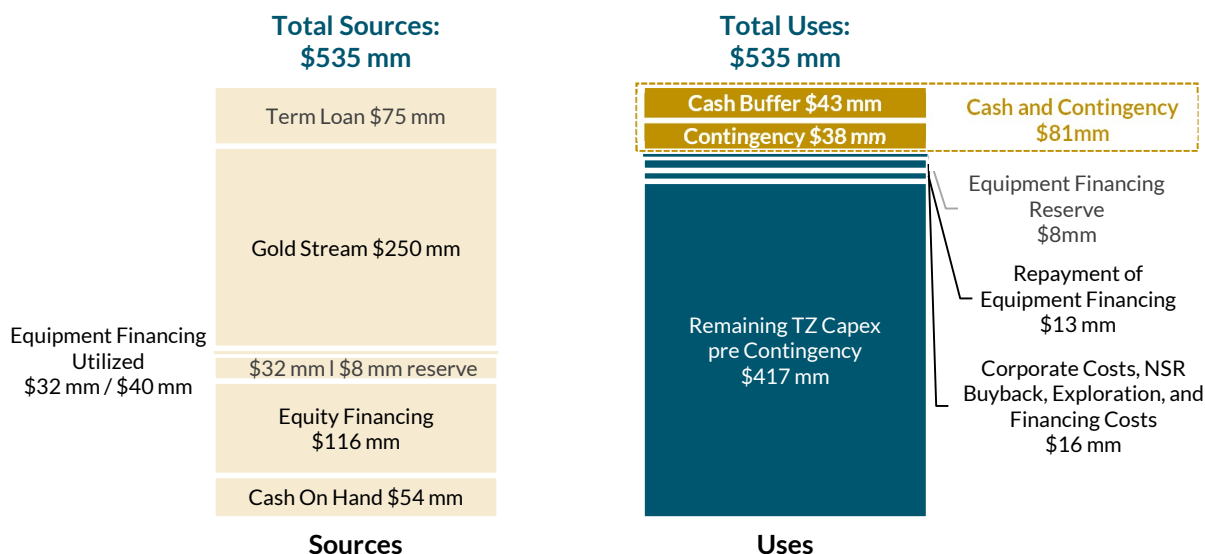 Total Sources:
$535 mm
Term Loan $75 mm
Gold Stream $250 mm
Equipment Financing
Utilized
$32 mm / $40 mm
$32 mm l $8 mm reserve
Equity Financing
$116 mm
Cash On Hand $54 mm
Sources
Total Uses:
$535 mm
Cash Buffer $43 mm
Contingency $38 mm
Cash and Contingency
$81mm
Equipment Financing
Reserve
$8mm
Repayment of
Equipment Financing
$13 mm
Remaining TZ Capex
pre Contingency
$417 mm
Corporate Costs, NSR
Buyback, Exploration, and
Financing Costs
$16 mm
Uses